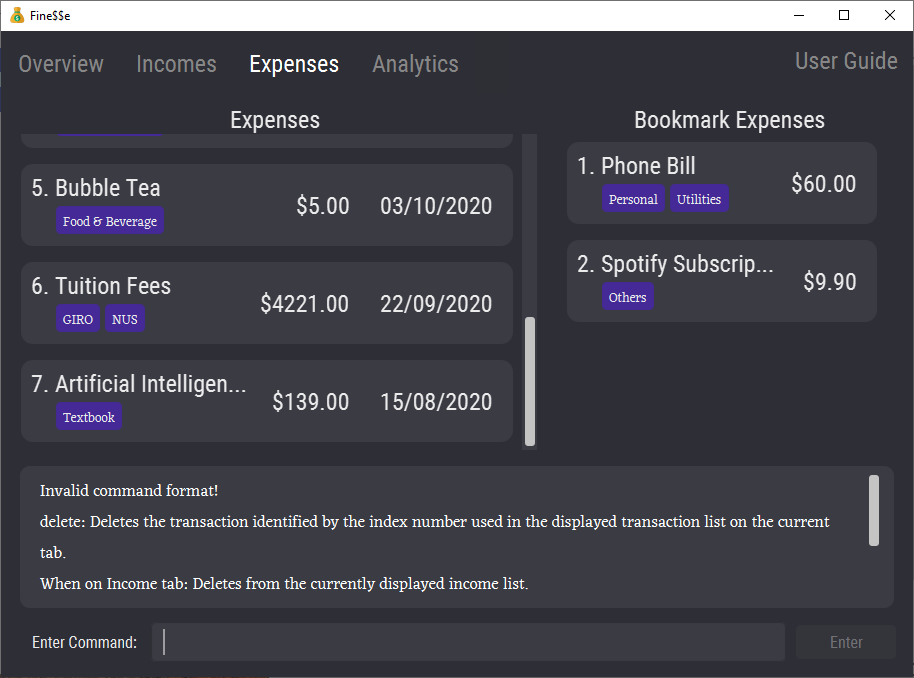 Fine$$e
Overview Incomes Expenses Analytics User Guide
Expenses
5. Bubble Tea
Food & Beverage
$5.00 03/10/2020
6. Tuition Fees
GIRO NUS
$4221.00 22/09/2020
7. Artificial Intelligen...
Textbook
$139.00 15/08/2020
Bookmark Expenses
1. Phone Bill
Personal Utilities
$60.00
2. Spotify Subscrip...
Others
$9.90
Invalid command format!
delete: Deletes the transaction identified by the index number used in the displayed transaction list on the current
tab.
When on Income tab: Deletes from the currently displayed income list.
Enter Command: Enter